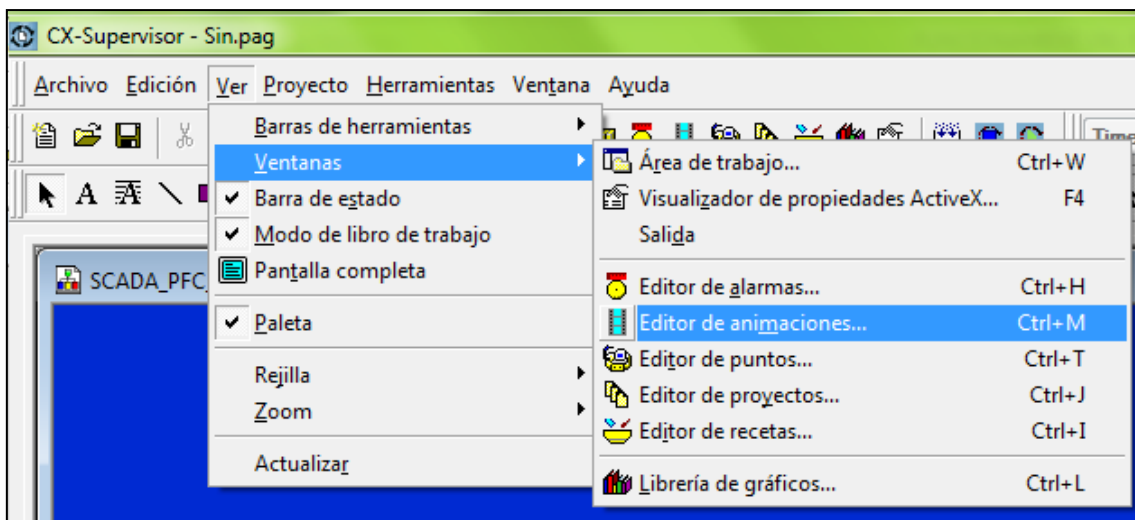 CX-Supervisor - Sin.pag
Archivo Edición Ver Proyecto Herramientas Ventana Ayuda
Barras de herramientas
Time
Ventanas
Área de trabajo... Ctrl+W
A A
Barra de estado
Visualizador de propiedades ActiveX... F4
Modo de libro de trabajo
Salida
SCADA_PFC_
Pantalla completa
Editor de alarmas... Ctrl+H
Paleta
Editor de animaciones... Ctrl+M
Editor de puntos... Ctrl+T
Rejilla
Editor de proyectos... Ctrl+J
Zoom
Editor de recetas... Ctrl+I
Actualizar
Librería de gráficos... Ctrl+L